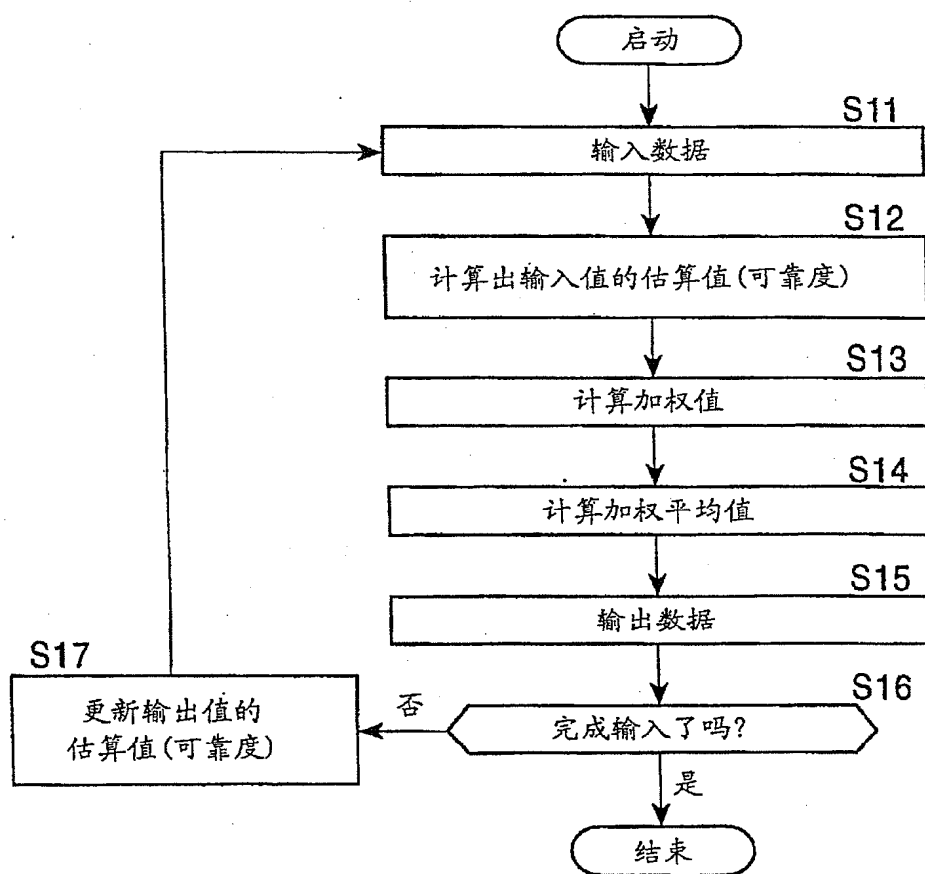 启动
S11
输入数据
S12
计算出输入值的估算值(可靠度)
S13
计算加权值
S14
计算加权平均值
S15
输出数据
S16
完成输入了吗?
否
S17
更新输出值的
估算值(可靠度)
是
结束